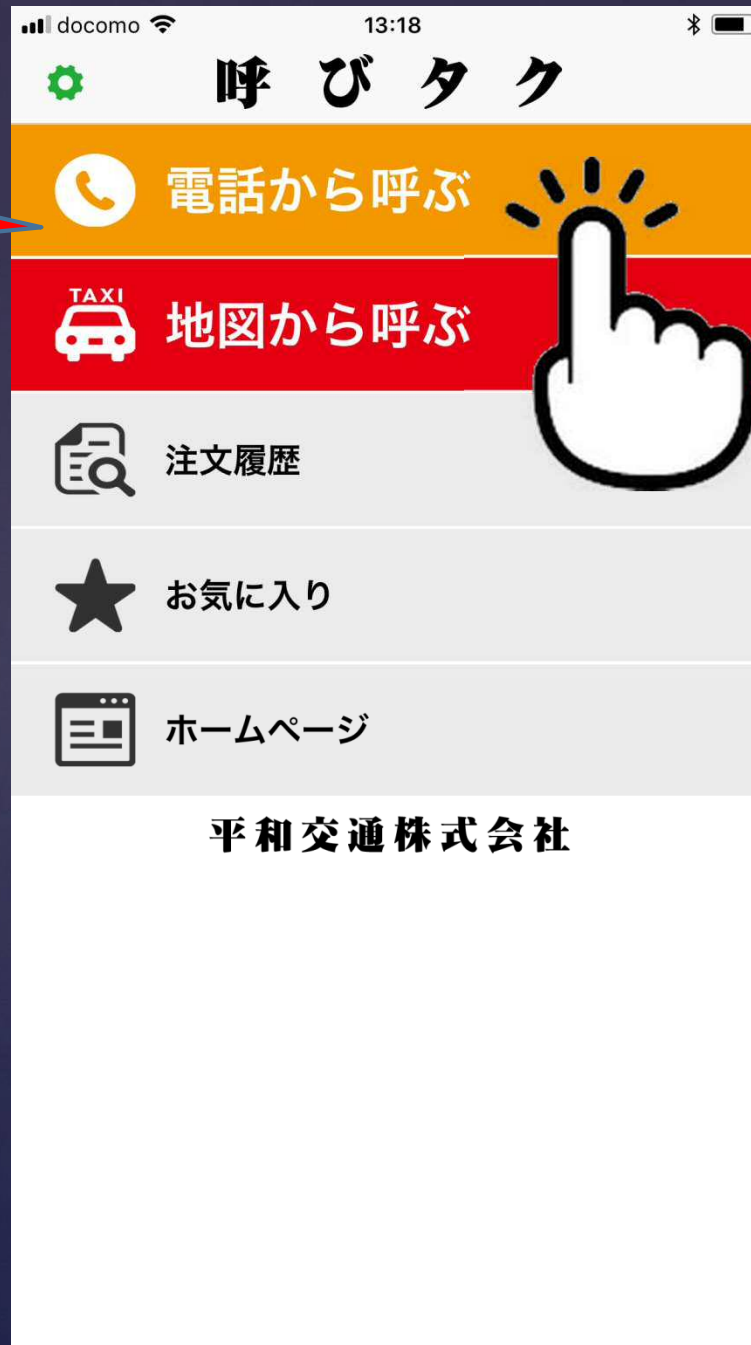 docomo 13:18
呼びタク
電話から呼ぶ
TAXI
地図から呼ぶ
注文履歴
お気に入り
ホームページ
平和交通株式会社